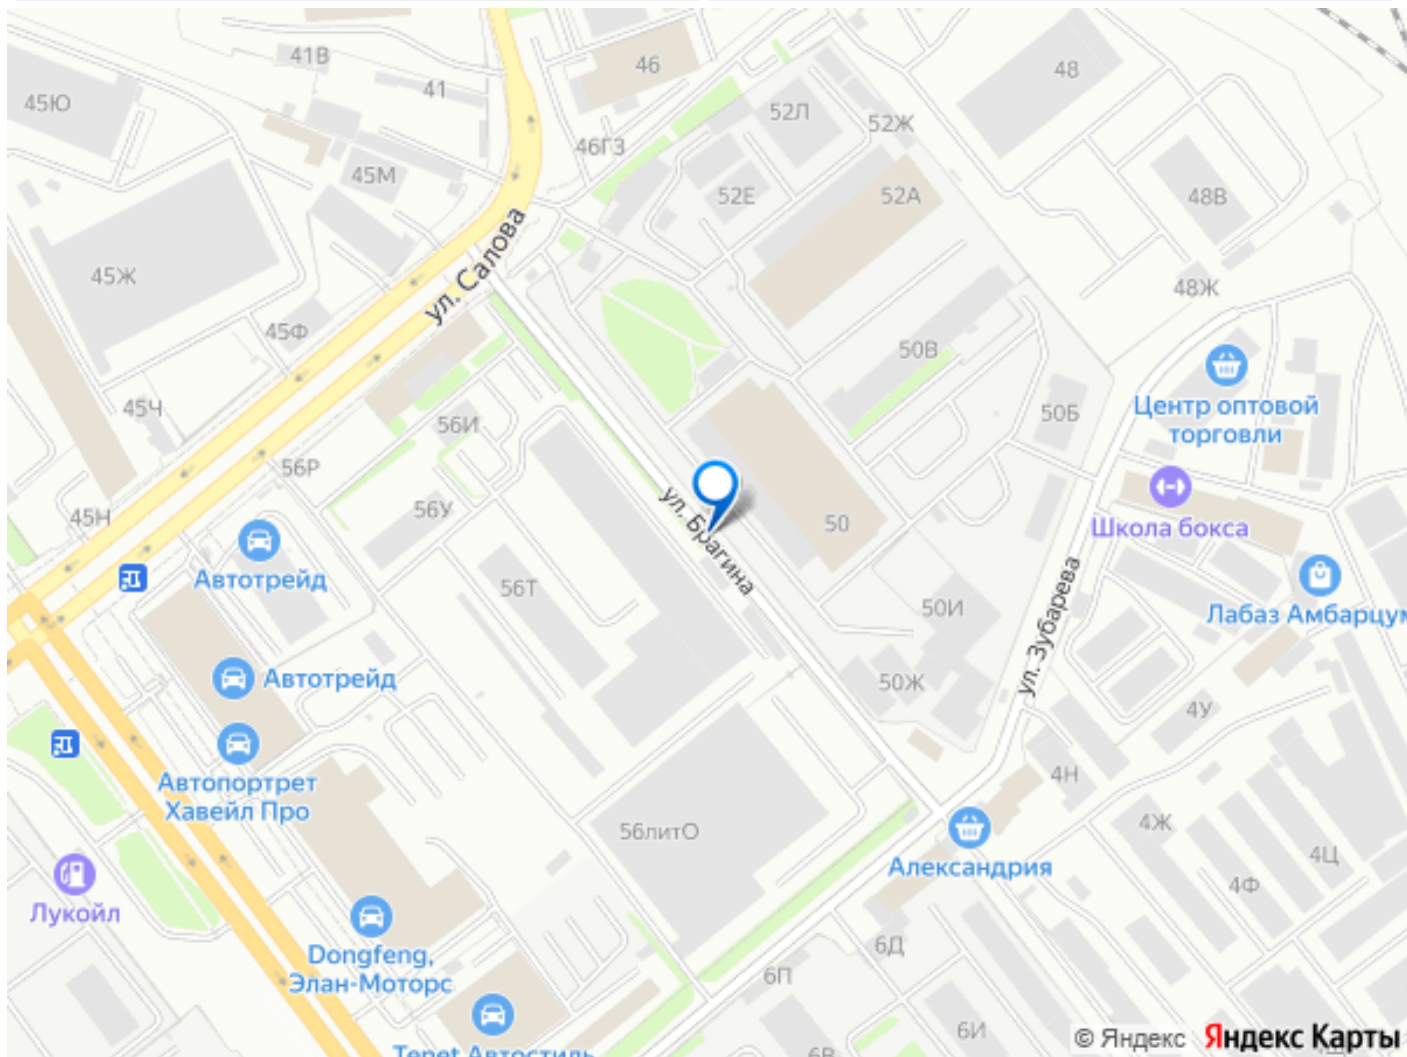 41В
46
48
41
45Ю
52Л
52Ж
46Г3
45М
52Е
52А
48В
ул. Салова
45Ж
48Ж
45Ф
50В
45Ч
Центр оптовой
торговли
50Б
56И
56Р
56У
45Н
ул. Брагина
50
Школа бокса
Автотрейд
56Т
50И
ул. Зубарева
Лабаз Амбарцум
Автотрейд
50Ж
4У
Автопортрет
Хавейл Про
4Н
56литО
4Ж
4Ц
Александрия
4Ф
Лукойл
Dongfeng,
Элан-Моторс
6Д
6П
6И
Tenet Автостиль
6В
© Яндекс Яндекс Карты